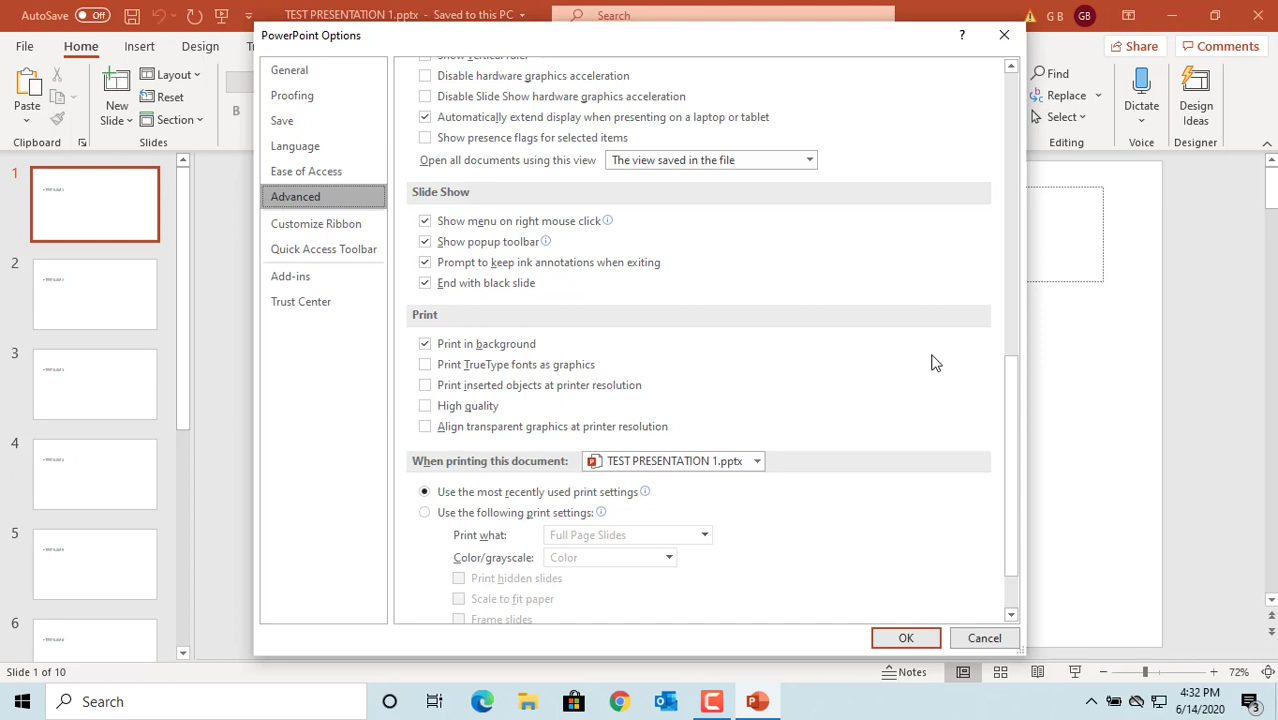 AutoSave Off TEST PRESENTATION 1.pptx - Saved to this PC Search G B GB
PowerPoint Options ?
File Home Insert Design Share Comments
Paste
Clipboard
New
Slide
Layout
Reset
Section
Slides
B
Find
Replace
Select
Editing
Dictate
Voice
Design
Ideas
Designer
General
Proofing
Save
Language
Ease of Access
Advanced
Customize Ribbon
Quick Access Toolbar
Add-ins
Trust Center
Show vertical ruler
Disable hardware graphics acceleration
Disable Slide Show hardware graphics acceleration
Automatically extend display when presenting on a laptop or tablet
Show presence flags for selected items
Open all documents using this view The view saved in the file
Slide Show
Show menu on right mouse click
Show popup toolbar
Prompt to keep ink annotations when exiting
End with black slide
Print
Print in background
Print TrueType fonts as graphics
Print inserted objects at printer resolution
High quality
Align transparent graphics at printer resolution
When printing this document: TEST PRESENTATION 1.pptx
Use the most recently used print settings
Use the following print settings:
Print what: Full Page Slides
Color/grayscale: Color
Print hidden slides
Scale to fit paper
Frame slides
OK Cancel
1
2
3
4
5
6
Slide 1 of 10 Notes 72%
Search 4:32 PM
6/14/2020 3